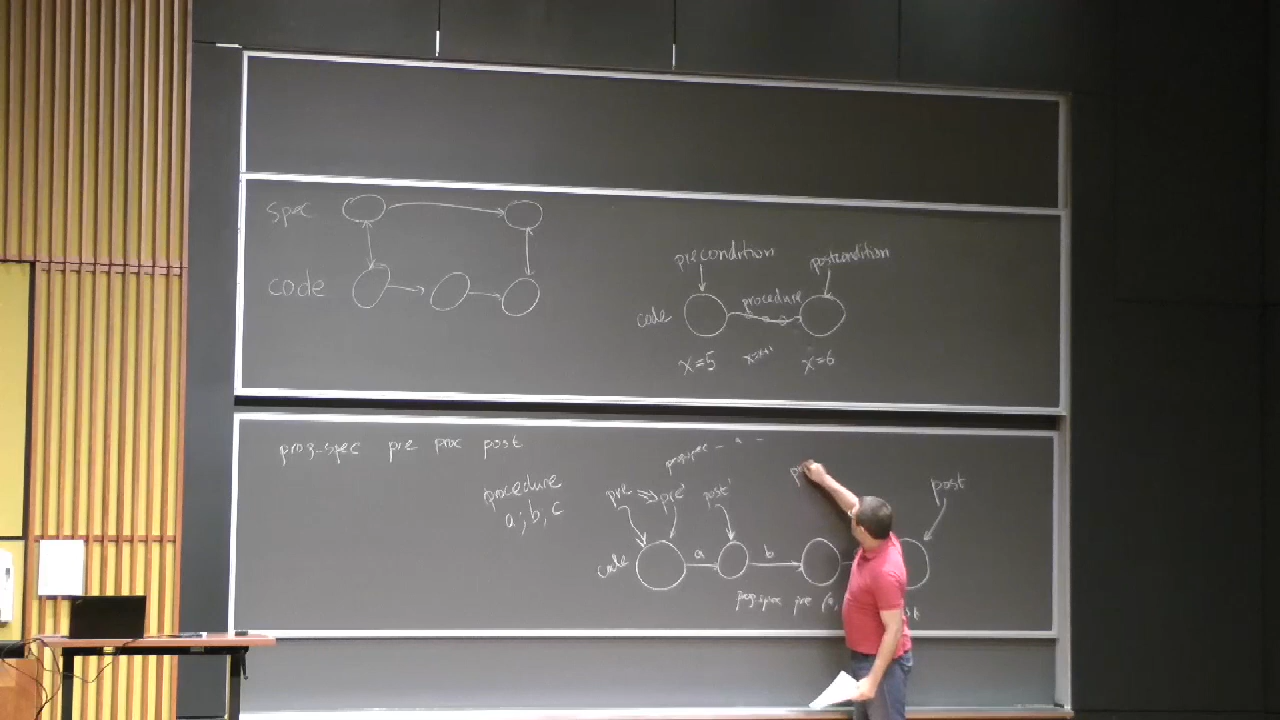 spec
code
precondition
postcondition
procedure
code
x=5
x=6
prog-spec pre proc post
procedure
a; b; c
pre ⇒ pre'
post'
post
code
a
b
pre